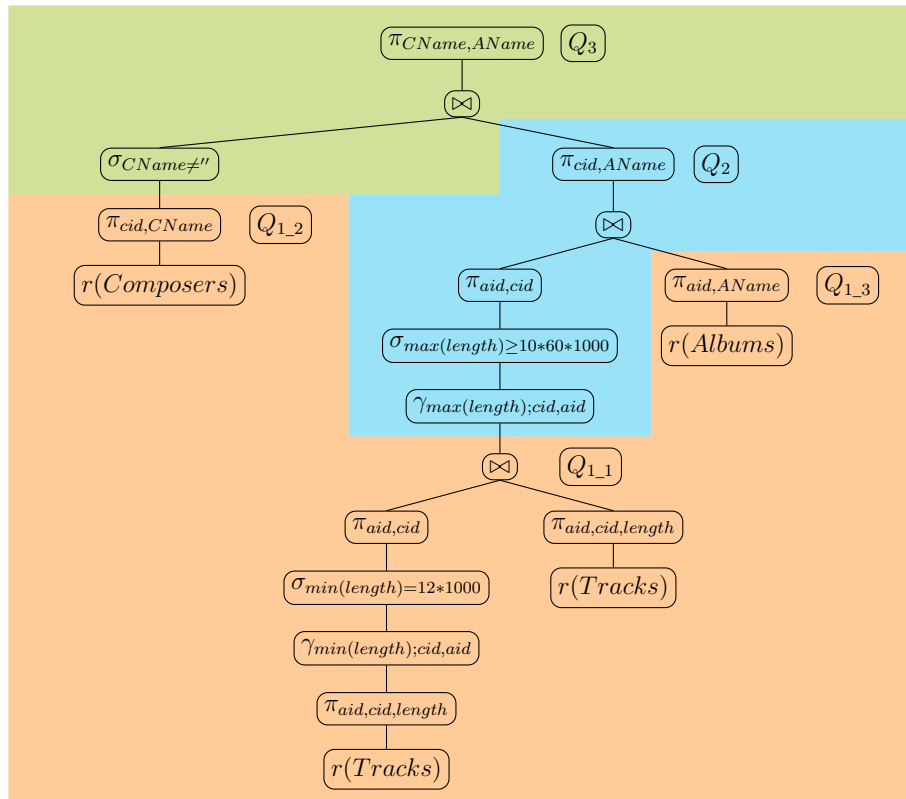 π_{CName,AName} Q_3
⋈
σ_{CName≠''} π_{cid,AName} Q_2
π_{cid,CName} Q_{1_2} ⋈
r(Composers) π_{aid,cid} π_{aid,AName} Q_{1_3}
σ_{max(length)≥10*60*1000} r(Albums)
γ_{max(length);cid,aid}
⋈ Q_{1_1}
π_{aid,cid} π_{aid,cid,length}
σ_{min(length)=12*1000} r(Tracks)
γ_{min(length);cid,aid}
π_{aid,cid,length}
r(Tracks)